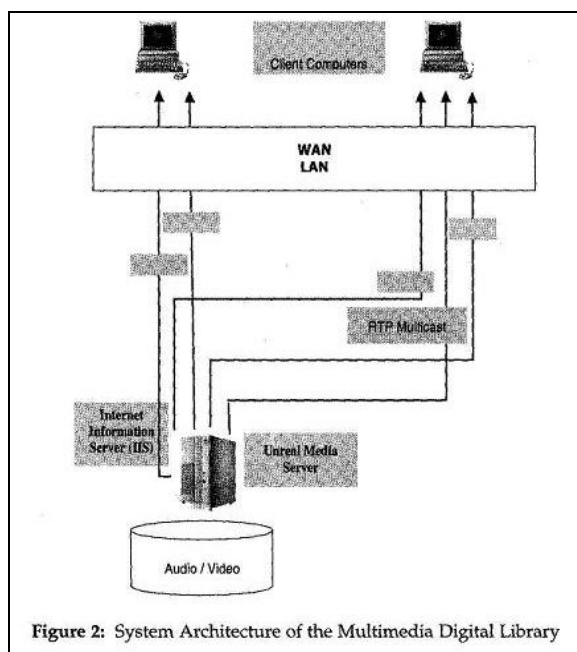 Client Computers
WAN
LAN
RTP Multicast
Internet
Information
Server (IIS)
Unreal Media
Server
Audio / Video
Figure 2: System Architecture of the Multimedia Digital Library